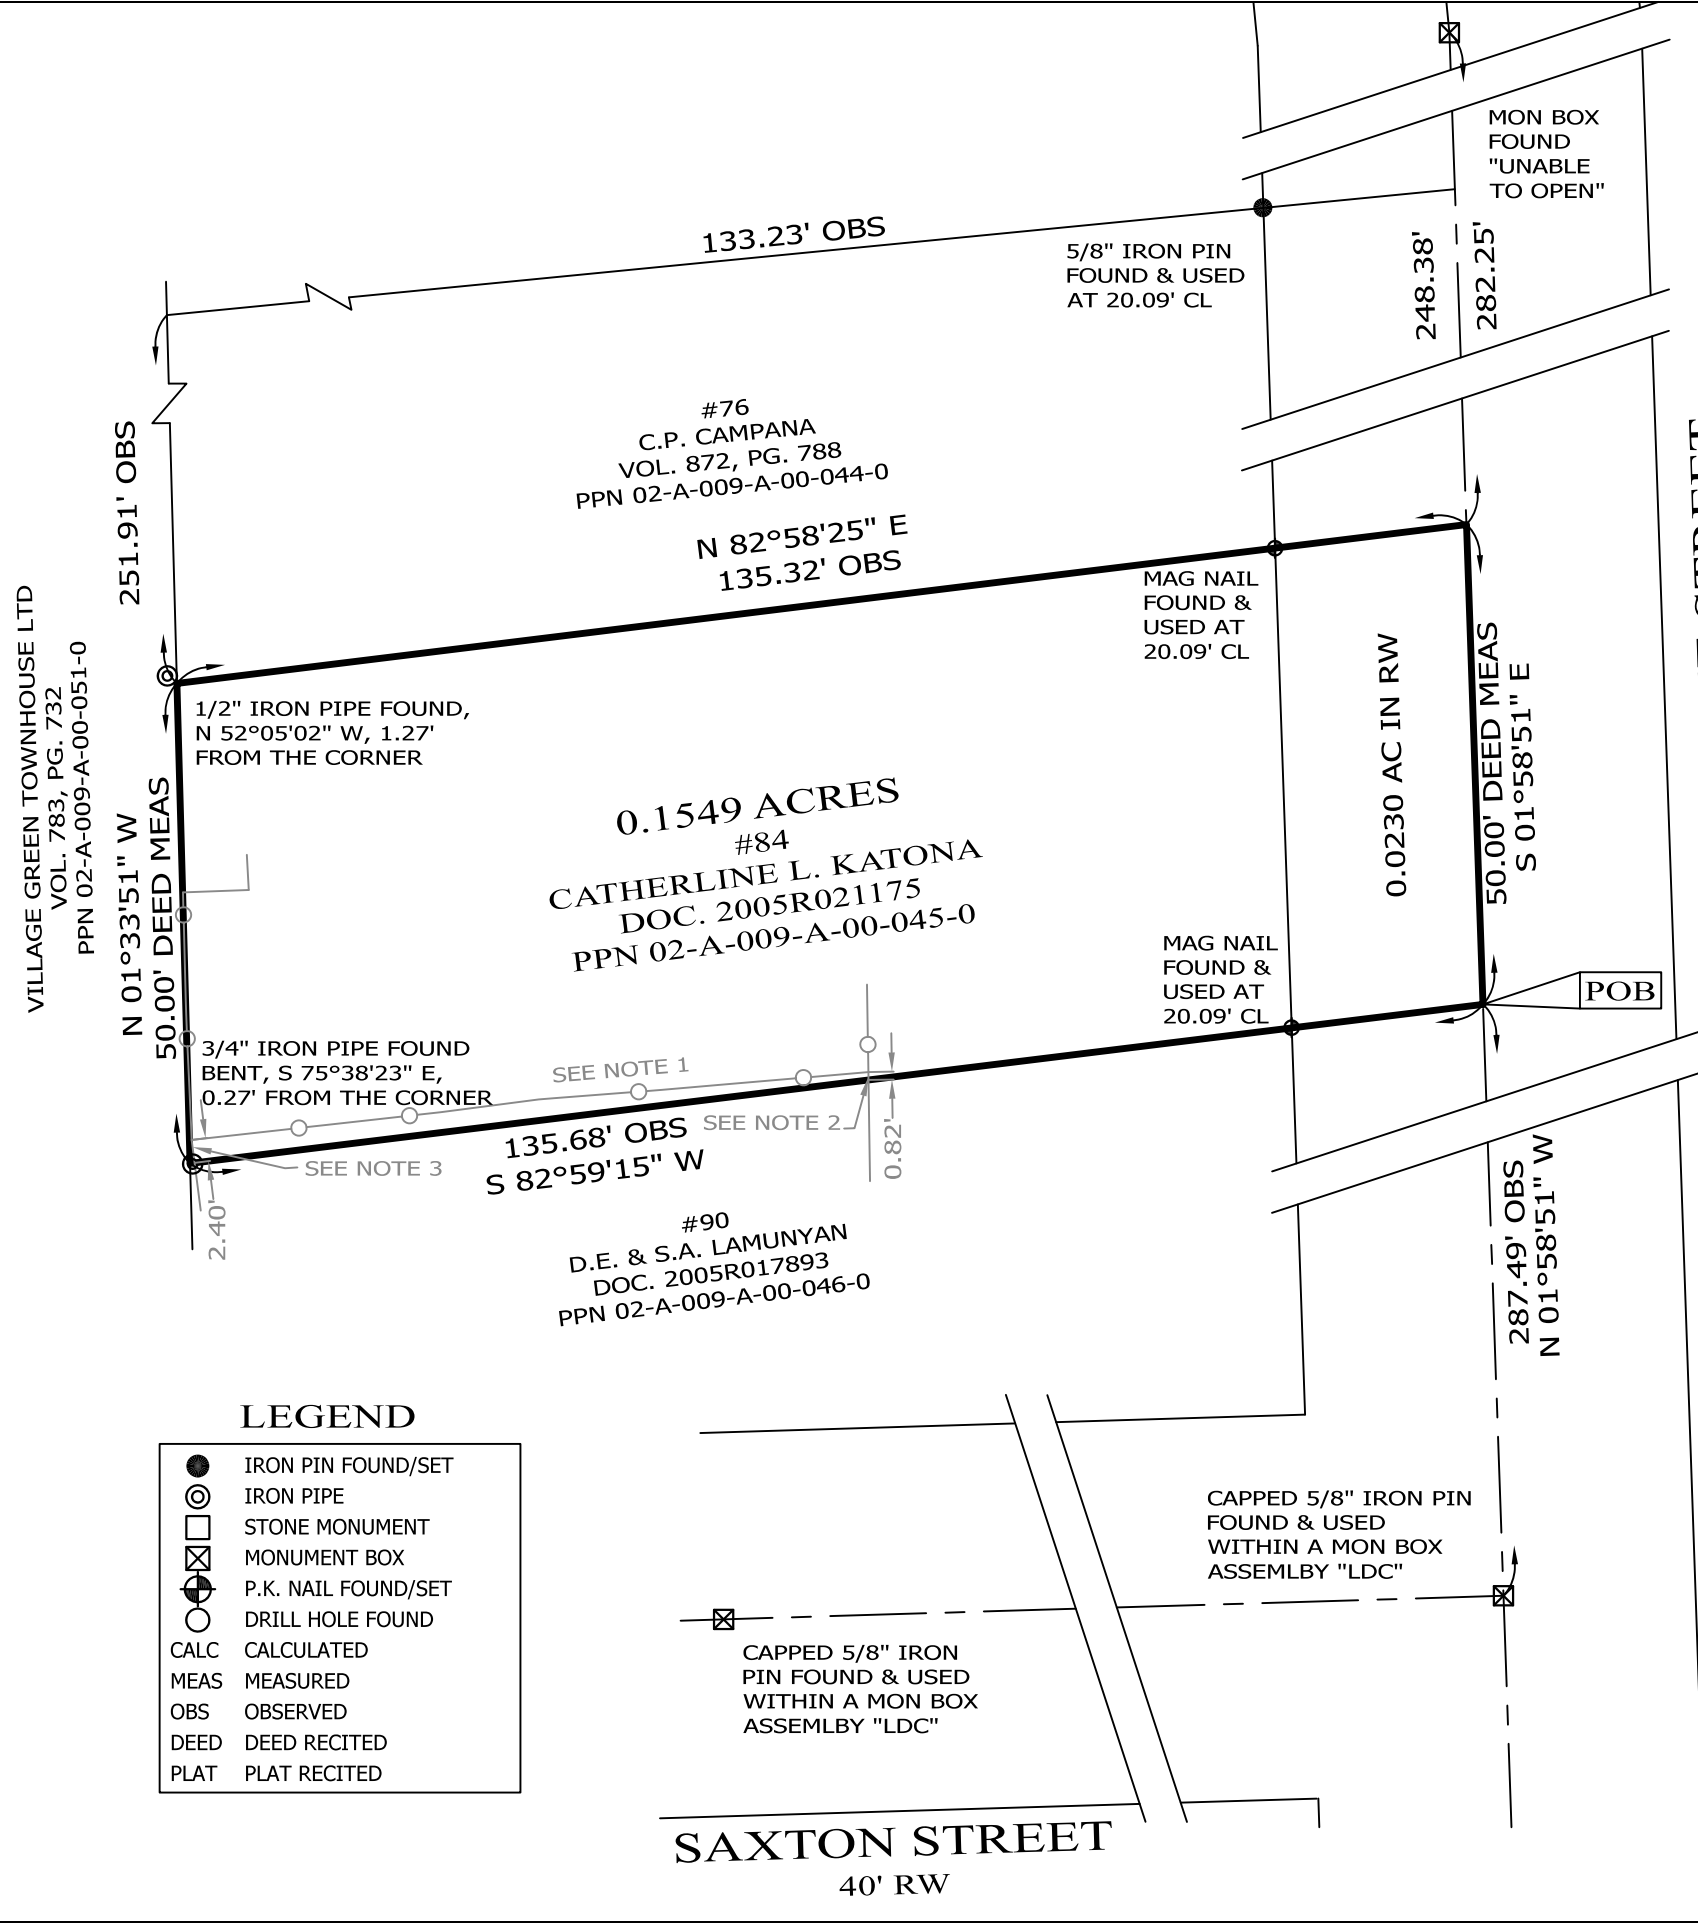 MON BOX
FOUND
"UNABLE
TO OPEN"
133.23' OBS
5/8" IRON PIN
FOUND & USED
AT 20.09' CL
248.38'
282.25'
251.91' OBS
#76
C.P. CAMPANA
VOL. 872, PG. 788
PPN 02-A-009-A-00-044-0
N 82°58'25" E
135.32' OBS
MAG NAIL
FOUND &
USED AT
20.09' CL
VILLAGE GREEN TOWNHOUSE LTD
VOL. 783, PG. 732
PPN 02-A-009-A-00-051-0
1/2" IRON PIPE FOUND,
N 52°05'02" W, 1.27'
FROM THE CORNER
N 01°33'51" W
50.00' DEED MEAS
0.1549 ACRES
#84
CATHERLINE L. KATONA
DOC. 2005R021175
PPN 02-A-009-A-00-045-0
0.0230 AC IN RW
50.00' DEED MEAS
S 01°58'51" E
MAG NAIL
FOUND &
USED AT
20.09' CL
POB
3/4" IRON PIPE FOUND
BENT, S 75°38'23" E,
0.27' FROM THE CORNER
SEE NOTE 1
SEE NOTE 2
0.82'
135.68' OBS
S 82°59'15" W
SEE NOTE 3
2.40'
287.49' OBS
N 01°58'51" W
#90
D.E. & S.A. LAMUNYAN
DOC. 2005R017893
PPN 02-A-009-A-00-046-0
LEGEND
IRON PIN FOUND/SET
IRON PIPE
STONE MONUMENT
MONUMENT BOX
P.K. NAIL FOUND/SET
DRILL HOLE FOUND
CALC CALCULATED
MEAS MEASURED
OBS OBSERVED
DEED DEED RECITED
PLAT PLAT RECITED
CAPPED 5/8" IRON PIN
FOUND & USED
WITHIN A MON BOX
ASSEMLBY "LDC"
CAPPED 5/8" IRON
PIN FOUND & USED
WITHIN A MON BOX
ASSEMLBY "LDC"
SAXTON STREET
40' RW